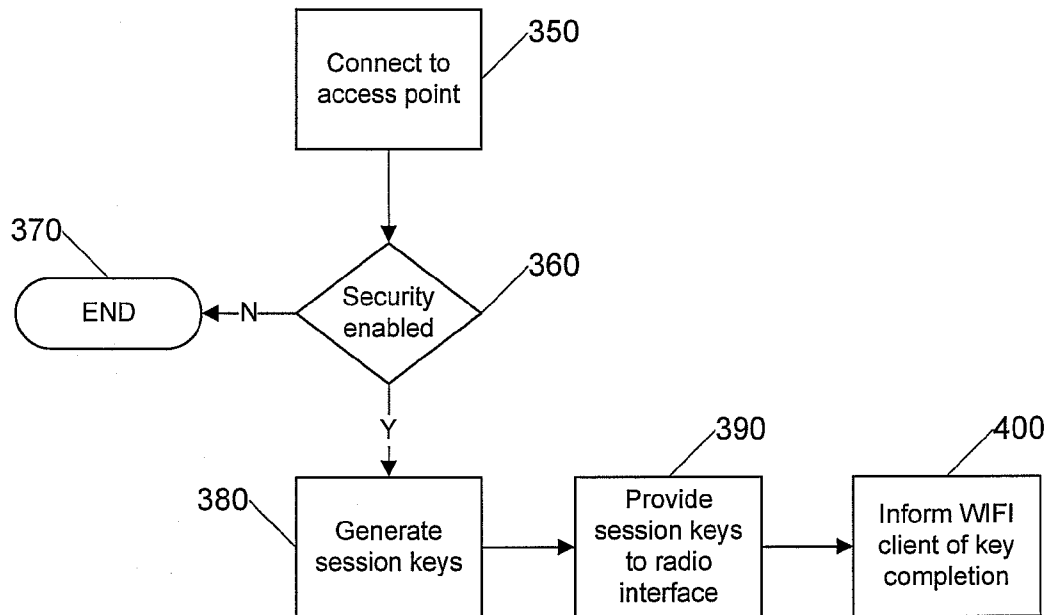 350
Connect to
access point
370
360
END
N
Security
enabled
Y
390
400
380
Generate
session keys
Provide
session keys
to radio
interface
Inform WIFI
client of key
completion